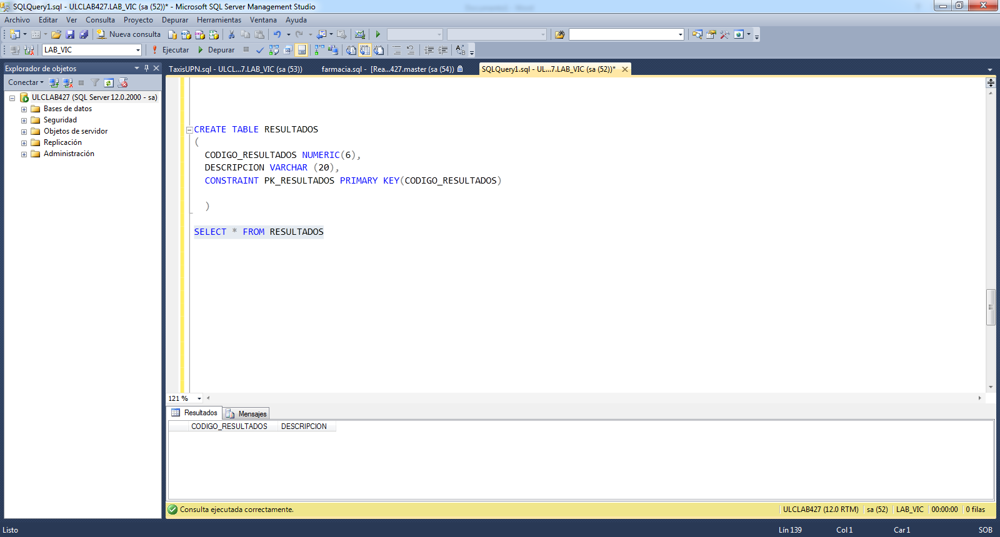 SQLQuery1.sql - ULCLAB427.LAB_VIC (sa (52))* - Microsoft SQL Server Management Studio
Archivo Editar Ver Consulta Proyecto Depurar Herramientas Ventana Ayuda
Nueva consulta
LAB_VIC Ejecutar Depurar
Explorador de objetos
Conectar
ULCLAB427 (SQL Server 12.0.2000 - sa)
Bases de datos
Seguridad
Objetos de servidor
Replicación
Administración
TaxisUPN.sql - ULCL...7.LAB_VIC (sa (53)) farmacia.sql - [Rea...427.master (sa (54)) SQLQuery1.sql - UL...7.LAB_VIC (sa (52))*
CREATE TABLE RESULTADOS
(
CODIGO_RESULTADOS NUMERIC(6),
DESCRIPCION VARCHAR (20),
CONSTRAINT PK_RESULTADOS PRIMARY KEY(CODIGO_RESULTADOS)
)
SELECT * FROM RESULTADOS
121 %
Resultados Mensajes
CODIGO_RESULTADOS DESCRIPCION
Consulta ejecutada correctamente. ULCLAB427 (12.0 RTM) sa (52) LAB_VIC 00:00:00 0 filas
Listo Lín 139 Col 1 Car 1 SOB